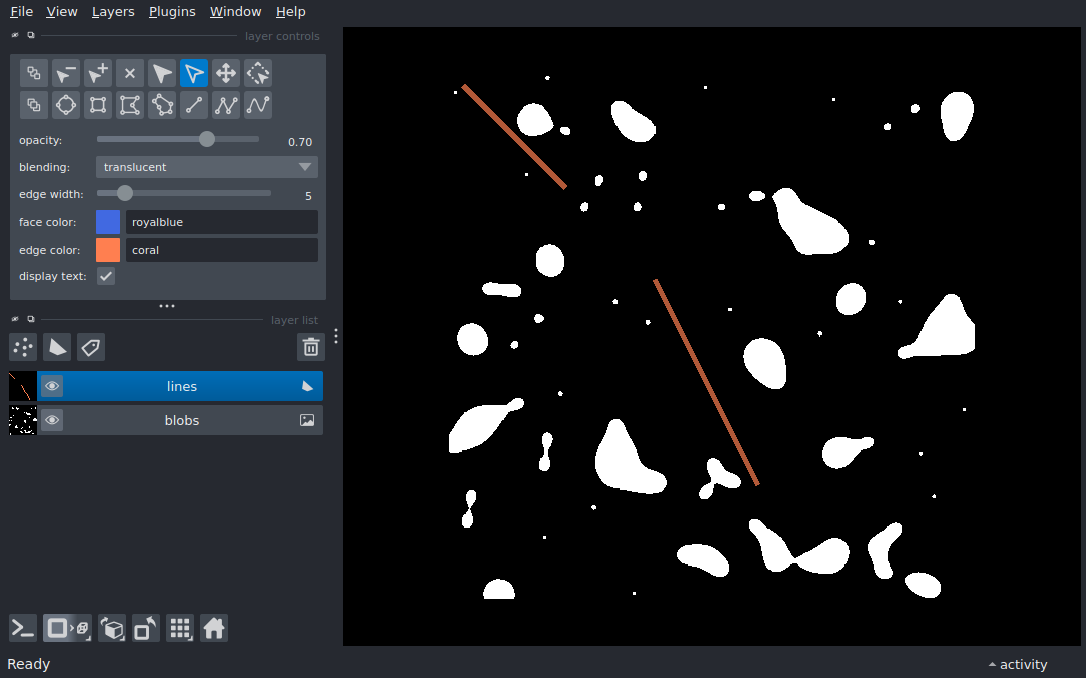 File View Layers Plugins Window Help
layer controls
opacity: 0.70
blending: translucent
edge width: 5
face color: royalblue
edge color: coral
display text:
layer list
lines
blobs
Ready
activity